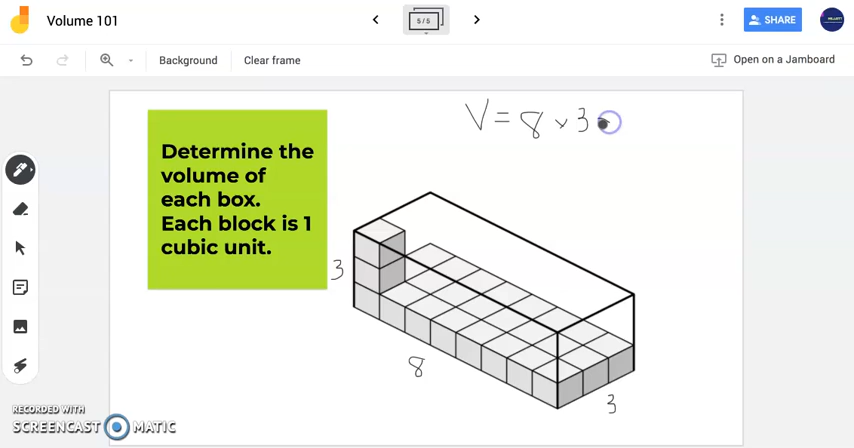 Volume 101
5 / 5
SHARE
Background
Clear frame
Open on a Jamboard
V = 8 × 3
Determine the
volume of
each box.
Each block is 1
cubic unit.
3
8
3
RECORDED WITH
SCREENCAST MATIC